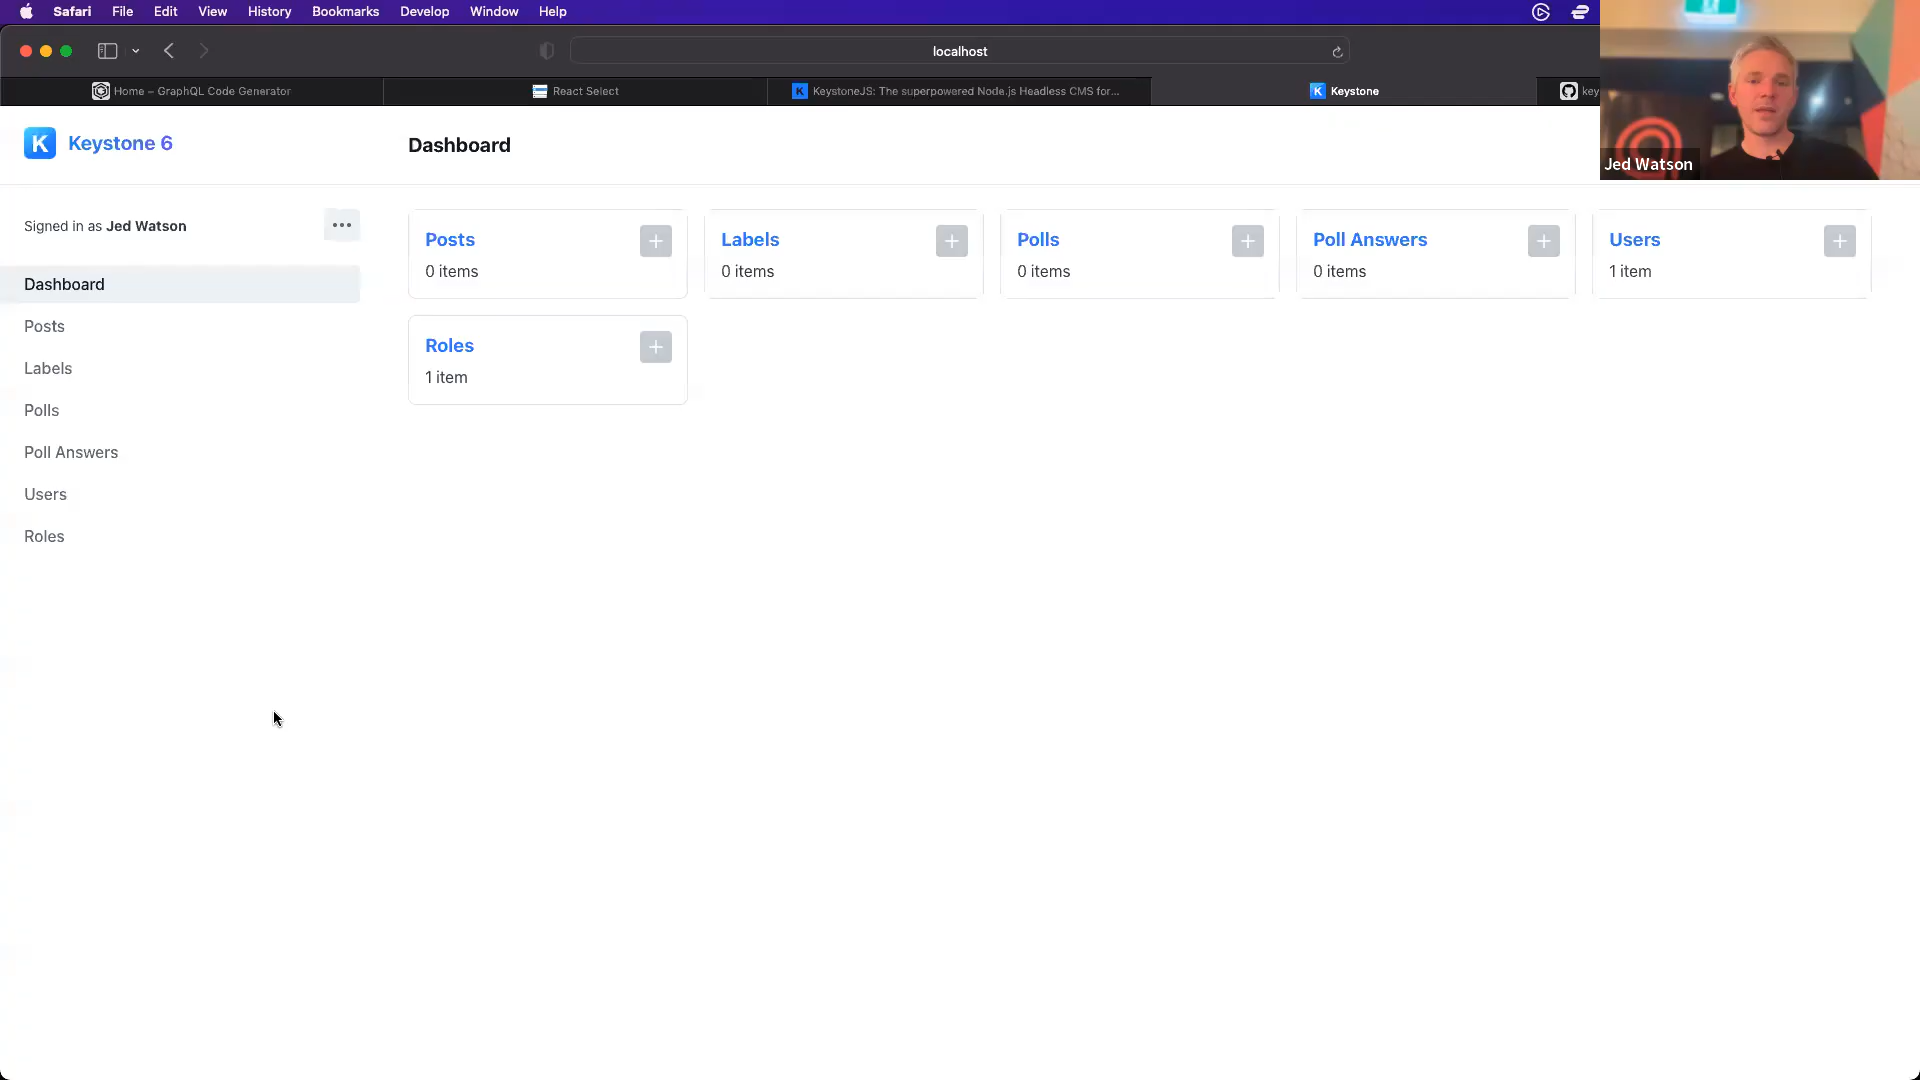 Safari File Edit View History Bookmarks Develop Window Help
localhost
Home – GraphQL Code Generator
React Select
KeystoneJS: The superpowered Node.js Headless CMS for...
Keystone
key
Jed Watson
Keystone 6
Dashboard
Signed in as Jed Watson
Dashboard
Posts
Labels
Polls
Poll Answers
Users
Roles
Posts
0 items
Labels
0 items
Polls
0 items
Poll Answers
0 items
Users
1 item
Roles
1 item